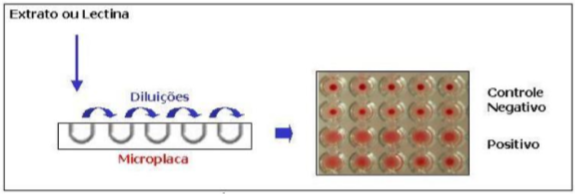 Extrato ou Lectina
Diluições
Microplaca
Controle
Negativo
Positivo